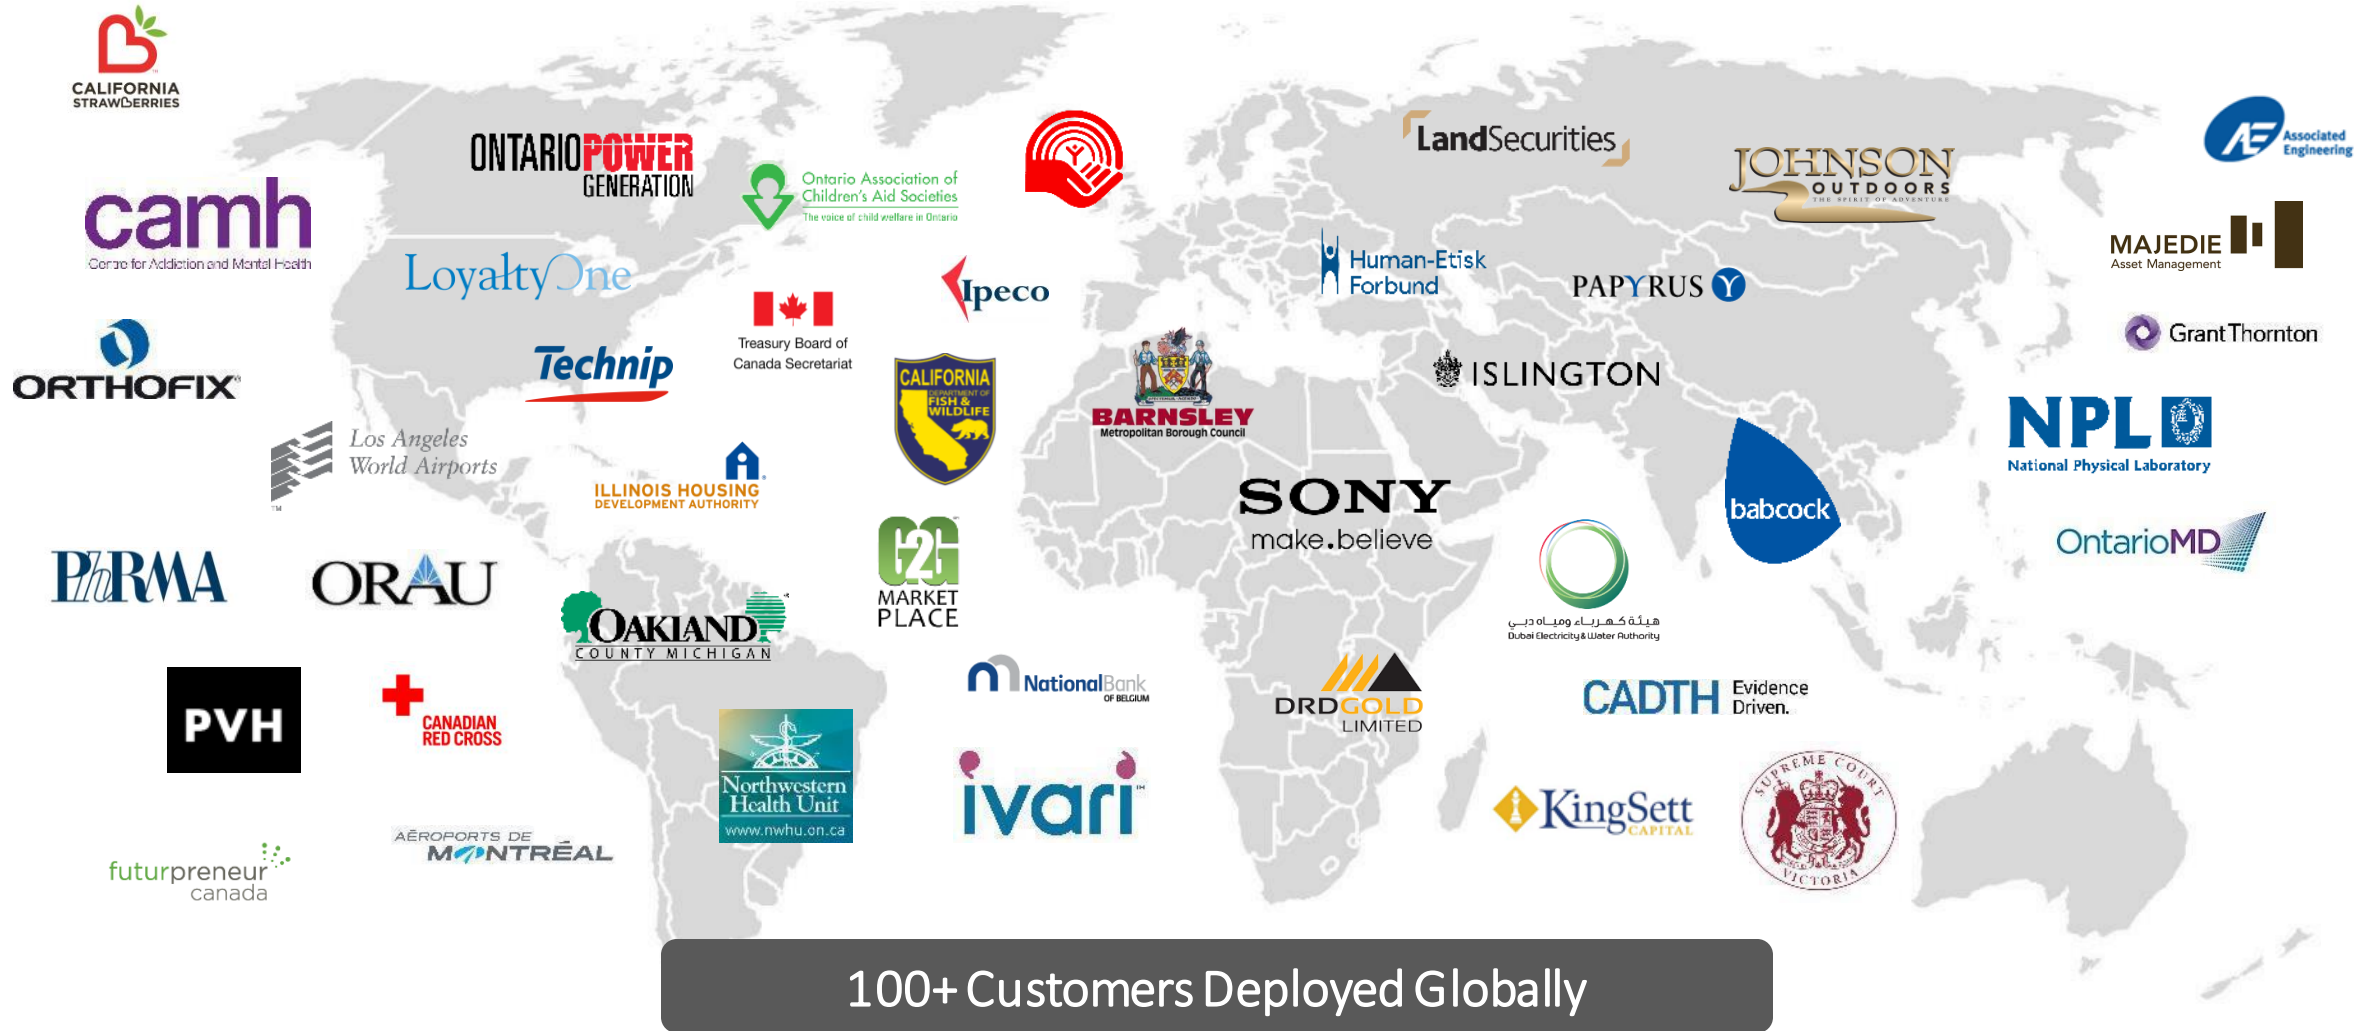 CALIFORNIA
STRAWBERRIES
camh
Centre for Addiction and Mental Health
ONTARIOPOWER
GENERATION
Ontario Association of
Children's Aid Societies
The voice of child welfare in Ontario
LandSecurities
JOHNSON
OUTDOORS
THE SPIRIT OF ADVENTURE
Associated
Engineering
LoyaltyOne
Treasury Board of
Canada Secretariat
Ipeco
Human-Etisk
Forbund
PAPYRUS
MAJEDIE
Asset Management
GrantThornton
ORTHOFIX®
Technip
CALIFORNIA
DEPARTMENT OF
FISH &
WILDLIFE
BARNSLEY
Metropolitan Borough Council
ISLINGTON
NPL
National Physical Laboratory
Los Angeles
World Airports
TM
ILLINOIS HOUSING
DEVELOPMENT AUTHORITY
SONY
make.believe
babcock
OntarioMD
PhRMA
ORAU
OAKLAND
COUNTY MICHIGAN
G2G
MARKET
PLACE
هيئة كهرباء ومياه دبي
Dubai Electricity & Water Authority
PVH
CANADIAN
RED CROSS
Northwestern
Health Unit
www.nwhu.on.ca
NationalBank
OF BELGIUM
DRDGOLD
LIMITED
CADTH
Evidence
Driven.
futurpreneur
canada
AÉROPORTS DE
MONTRÉAL
ivari™
KingSett
CAPITAL
SUPREME COURT
VICTORIA
100+ Customers Deployed Globally